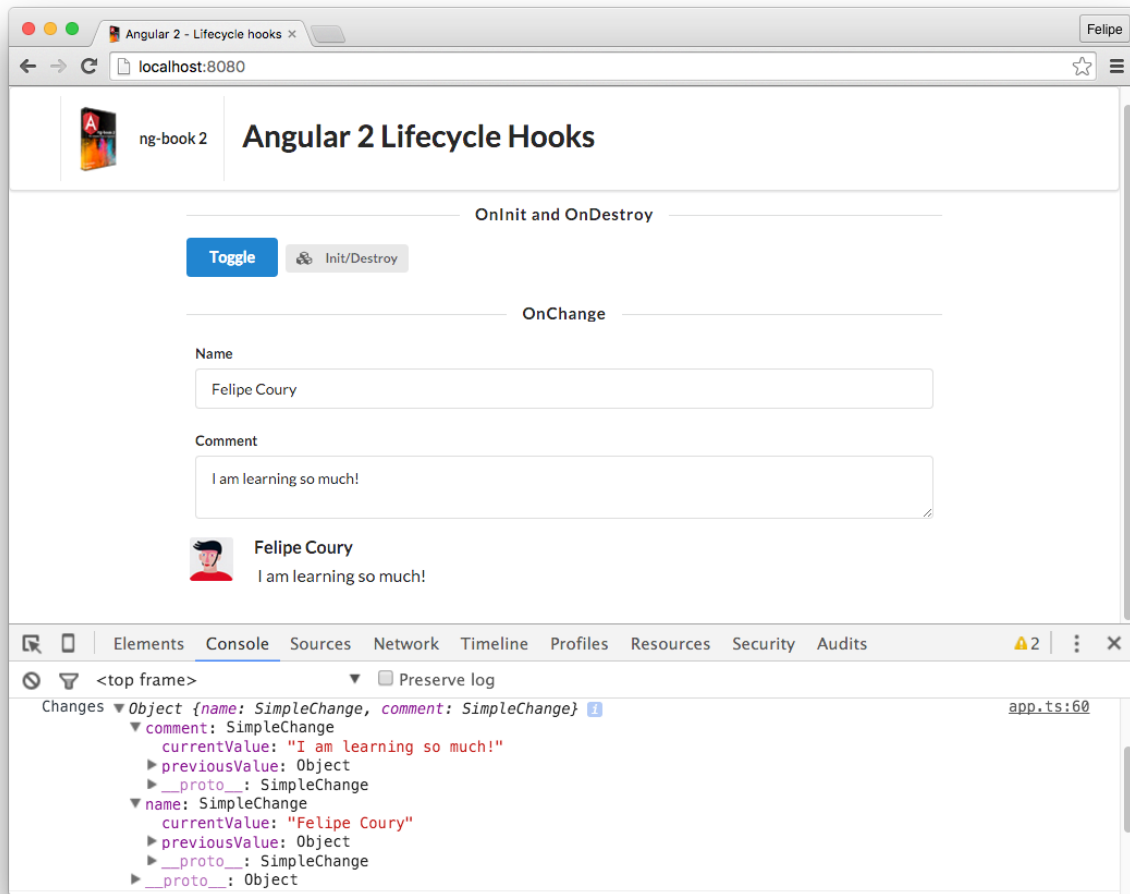 Angular 2 - Lifecycle hooks ×
Felipe
localhost:8080
ng-book 2
Angular 2 Lifecycle Hooks
OnInit and OnDestroy
Toggle Init/Destroy
OnChange
Name
Felipe Coury
Comment
I am learning so much!
Felipe Coury
I am learning so much!
Elements Console Sources Network Timeline Profiles Resources Security Audits 2
<top frame> Preserve log
Changes Object {name: SimpleChange, comment: SimpleChange} app.ts:60
comment: SimpleChange
currentValue: "I am learning so much!"
previousValue: Object
__proto__: SimpleChange
name: SimpleChange
currentValue: "Felipe Coury"
previousValue: Object
__proto__: SimpleChange
__proto__: Object